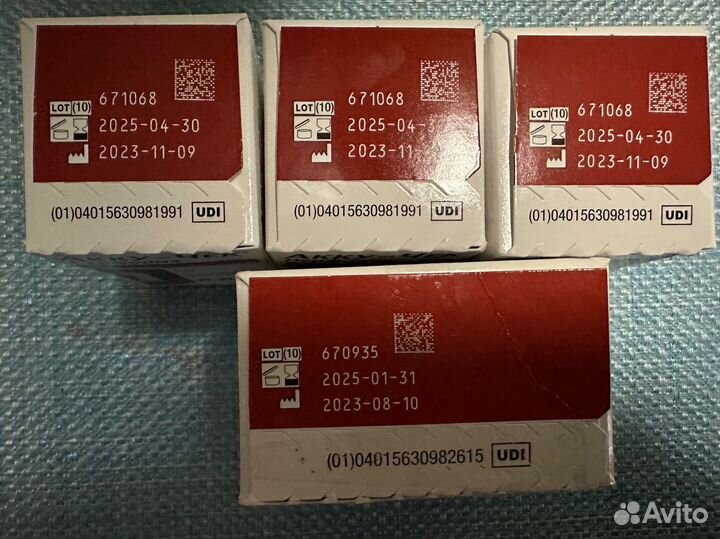 LOT (10) 671068
2025-04-30
2023-11-09
(01)04015630981991 UDI
LOT (10) 671068
2025-04-
2023-11-
(01)04015630981991 UDI
LOT (10) 671068
2025-04-30
2023-11-09
(01)04015630981991 UDI
LOT (10) 670935
2025-01-31
2023-08-10
(01)04015630982615 UDI
Avito